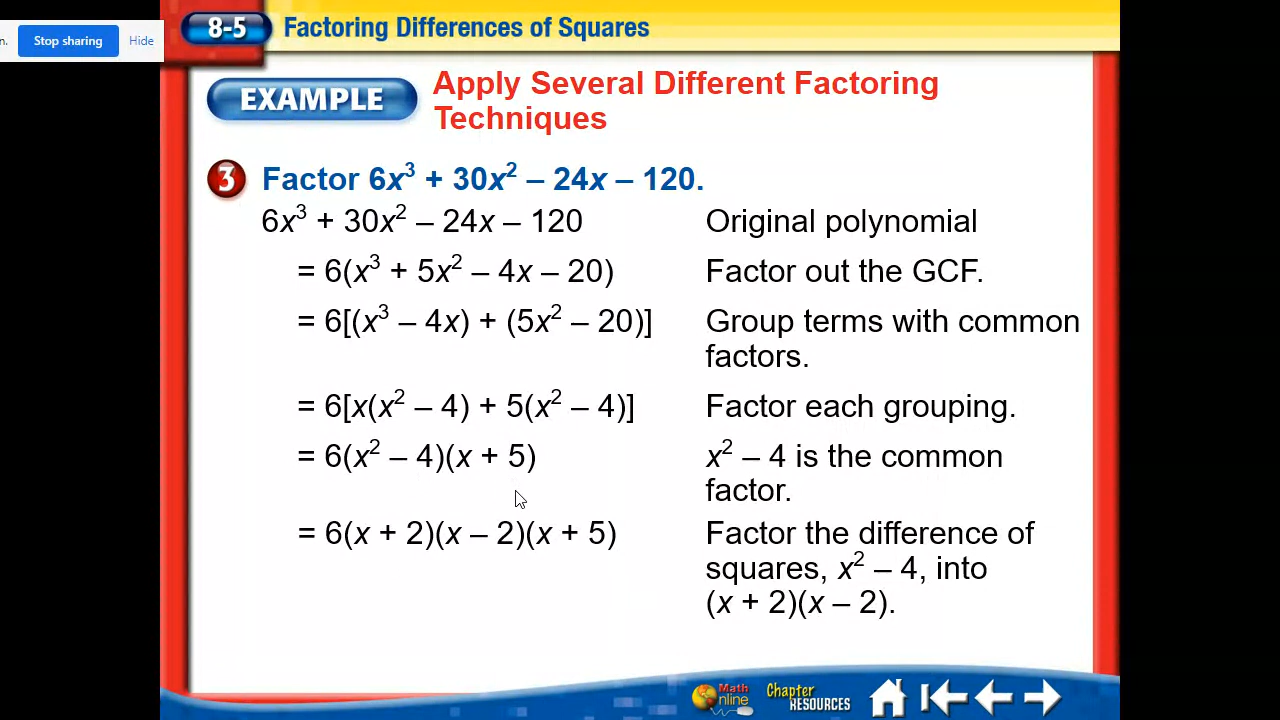 8-5 Factoring Differences of Squares
n. Stop sharing Hide
EXAMPLE Apply Several Different Factoring
Techniques
3 Factor 6x³ + 30x² – 24x – 120.
6x³ + 30x² – 24x – 120 Original polynomial
= 6(x³ + 5x² – 4x – 20) Factor out the GCF.
= 6[(x³ – 4x) + (5x² – 20)] Group terms with common
factors.
= 6[x(x² – 4) + 5(x² – 4)] Factor each grouping.
= 6(x² – 4)(x + 5) x² – 4 is the common
factor.
= 6(x + 2)(x – 2)(x + 5) Factor the difference of
squares, x² – 4, into
(x + 2)(x – 2).
Math Chapter
nline RESOURCES